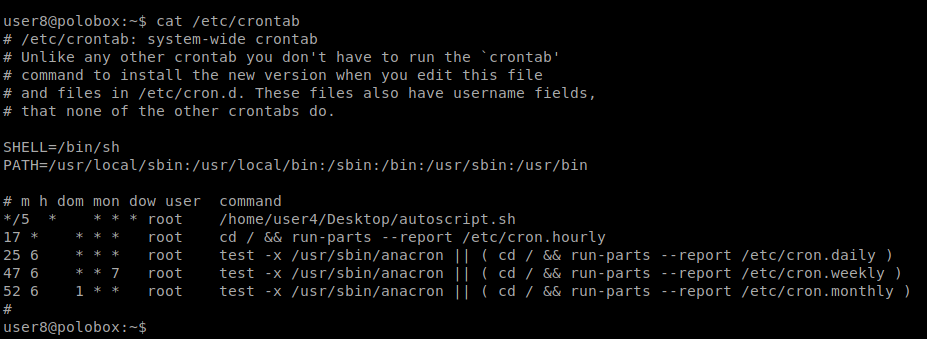 user8@polobox:~$ cat /etc/crontab
# /etc/crontab: system-wide crontab
# Unlike any other crontab you don't have to run the `crontab'
# command to install the new version when you edit this file
# and files in /etc/cron.d. These files also have username fields,
# that none of the other crontabs do.

SHELL=/bin/sh
PATH=/usr/local/sbin:/usr/local/bin:/sbin:/bin:/usr/sbin:/usr/bin

# m h dom mon dow user  command
*/5  *    * * * root    /home/user4/Desktop/autoscript.sh
17 *    * * *   root    cd / && run-parts --report /etc/cron.hourly
25 6    * * *   root    test -x /usr/sbin/anacron || ( cd / && run-parts --report /etc/cron.daily )
47 6    * * 7   root    test -x /usr/sbin/anacron || ( cd / && run-parts --report /etc/cron.weekly )
52 6    1 * *   root    test -x /usr/sbin/anacron || ( cd / && run-parts --report /etc/cron.monthly )
#
user8@polobox:~$